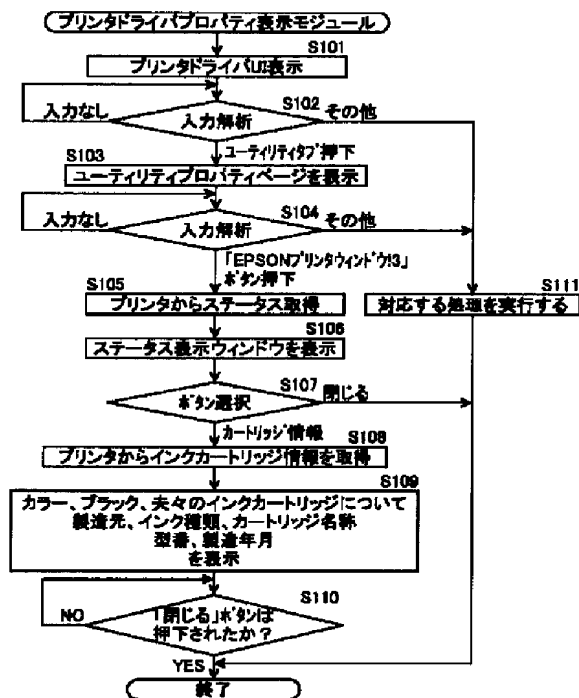 プリンタドライバプロパティ表示モジュール
S101
プリンタドライバUI表示
S102
入力なし
入力解析
その他
ユーティリティタブ押下
S103
ユーティリティプロパティページを表示
S104
入力なし
入力解析
その他
「EPSONプリンタウィンドウ!3」
ボタン押下
S105
プリンタからステータス取得
S111
対応する処理を実行する
S106
ステータス表示ウィンドウを表示
S107
ボタン選択
閉じる
カートリッジ情報
S108
プリンタからインクカートリッジ情報を取得
S109
カラー、ブラック、夫々のインクカートリッジについて
製造元、インク種類、カートリッジ名称
型番、製造年月
を表示
S110
NO
「閉じる」ボタンは
押下されたか？
YES
終了